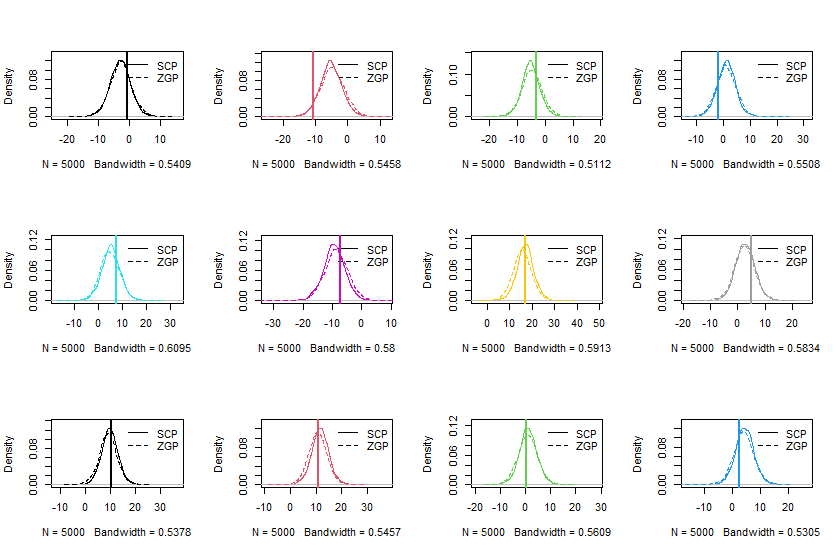 Density
0.00 0.08
SCP
ZGP
-20 -10 0 10
N = 5000 Bandwidth = 0.5409
Density
0.00 0.08
SCP
ZGP
-20 -10 0 10
N = 5000 Bandwidth = 0.5458
Density
0.00 0.10
SCP
ZGP
-20 -10 0 10 20
N = 5000 Bandwidth = 0.5112
Density
0.00 0.08
SCP
ZGP
-10 0 10 20 30
N = 5000 Bandwidth = 0.5508
Density
0.00 0.06 0.12
SCP
ZGP
-10 0 10 20 30
N = 5000 Bandwidth = 0.6095
Density
0.00 0.06 0.12
SCP
ZGP
-30 -20 -10 0 10
N = 5000 Bandwidth = 0.58
Density
0.00 0.06 0.12
SCP
ZGP
0 10 20 30 40 50
N = 5000 Bandwidth = 0.5913
Density
0.00 0.06 0.12
SCP
ZGP
-20 -10 0 10 20
N = 5000 Bandwidth = 0.5834
Density
0.00 0.08
SCP
ZGP
-10 0 10 20 30
N = 5000 Bandwidth = 0.5378
Density
0.00 0.08
SCP
ZGP
-10 0 10 20 30
N = 5000 Bandwidth = 0.5457
Density
0.00 0.06 0.12
SCP
ZGP
-20 -10 0 10 20 30
N = 5000 Bandwidth = 0.5609
Density
0.00 0.08
SCP
ZGP
-20 -10 0 10 20
N = 5000 Bandwidth = 0.5305